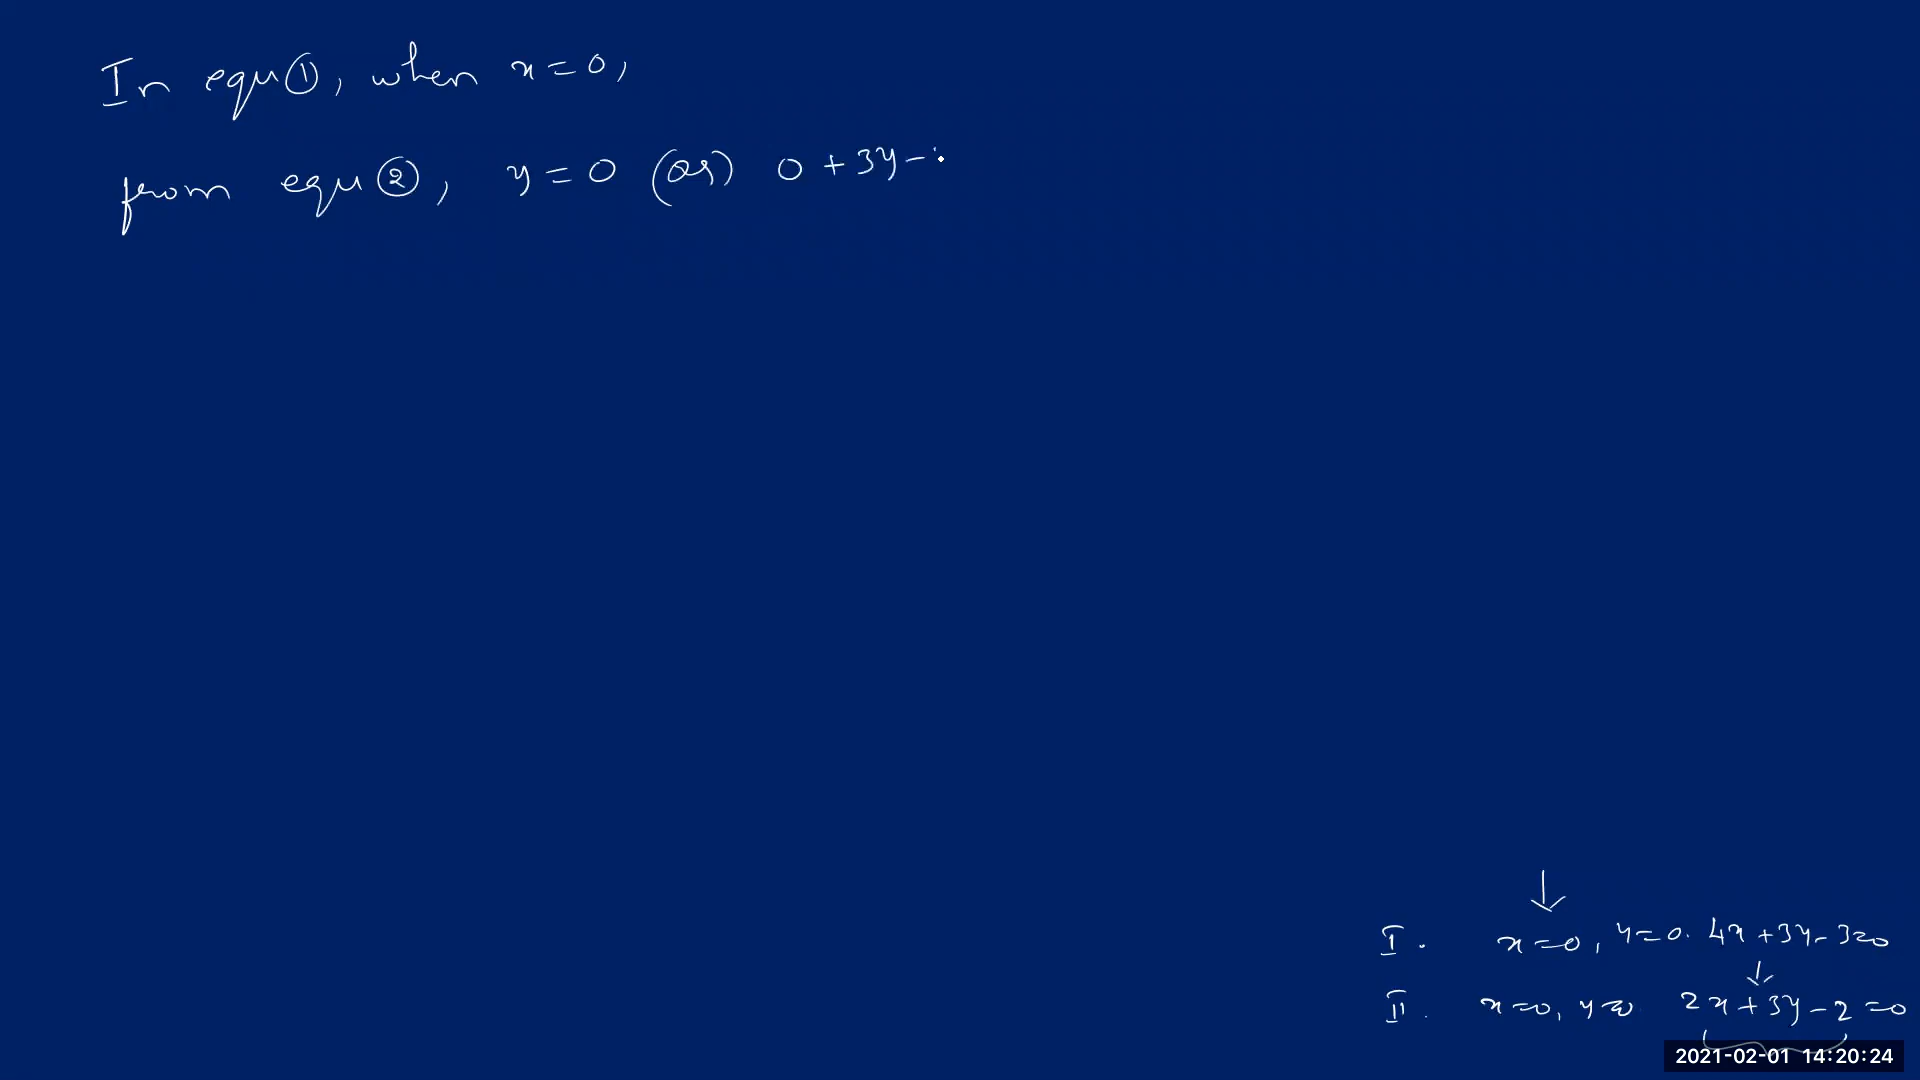 In equ①, when x=0,
from equ②, y=0 (or) 0+3y-
I. x=0, y=0. 4x+3y-3=0
II. x=0, y=0 2x+3y-2=0
2021-02-01 14:20:24